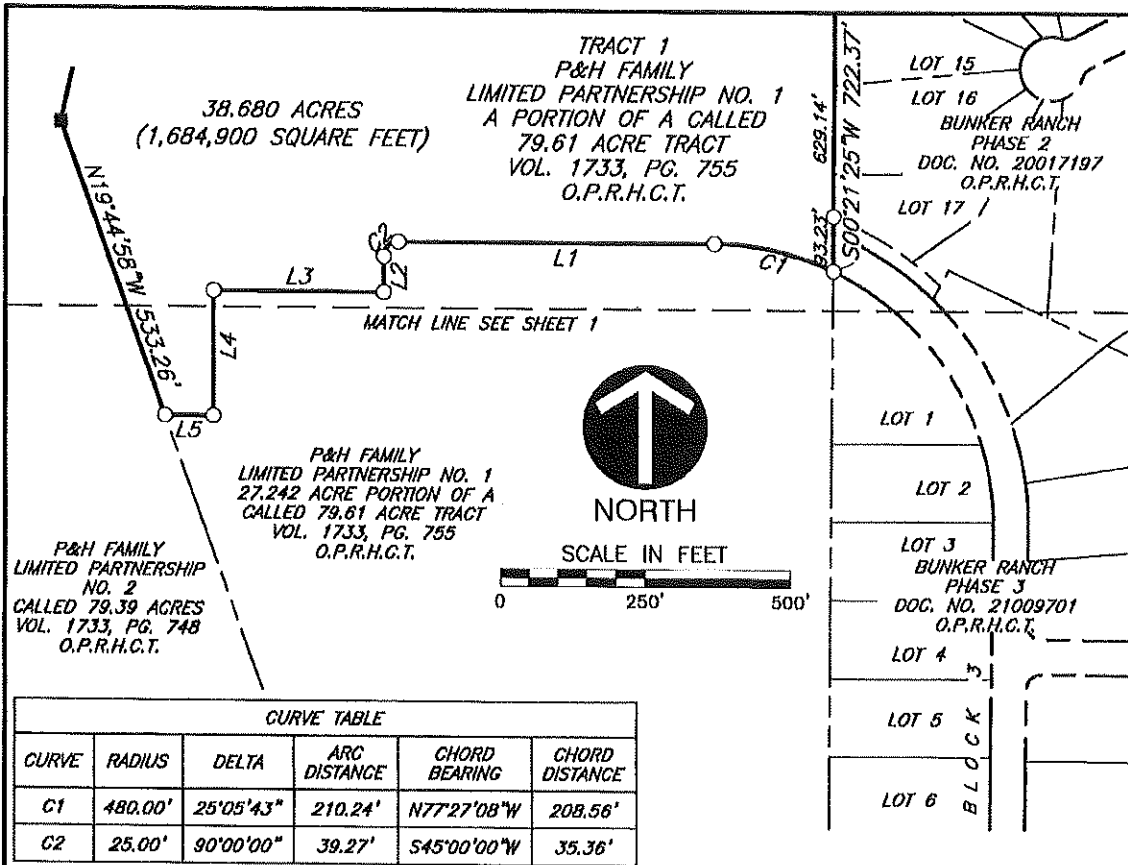 TRACT 1
P&H FAMILY
LIMITED PARTNERSHIP NO. 1
A PORTION OF A CALLED
79.61 ACRE TRACT
VOL. 1733, PG. 755
O.P.R.H.C.T.
38.680 ACRES
(1,684,900 SQUARE FEET)
629.14'
93.23'
S00°21'25"W 722.37'
LOT 15
LOT 16
BUNKER RANCH
PHASE 2
DOC. NO. 20017197
O.P.R.H.C.T.
LOT 17
N19°44'58"W 1533.26'
C2
L1
C1
L2
L3
L4
L5
MATCH LINE SEE SHEET 1
P&H FAMILY
LIMITED PARTNERSHIP NO. 1
27.242 ACRE PORTION OF A
CALLED 79.61 ACRE TRACT
VOL. 1733, PG. 755
O.P.R.H.C.T.
NORTH
SCALE IN FEET
0 250' 500'
P&H FAMILY
LIMITED PARTNERSHIP
NO. 2
CALLED 79.39 ACRES
VOL. 1733, PG. 748
O.P.R.H.C.T.
LOT 1
LOT 2
LOT 3
BUNKER RANCH
PHASE 3
DOC. NO. 21009701
O.P.R.H.C.T.
LOT 4
LOT 5
LOT 6
BLOCK 3
CURVE TABLE
CURVE RADIUS DELTA ARC DISTANCE CHORD BEARING CHORD DISTANCE
C1 480.00' 25°05'43" 210.24' N77°27'08"W 208.56'
C2 25.00' 90°00'00" 39.27' S45°00'00"W 35.36'